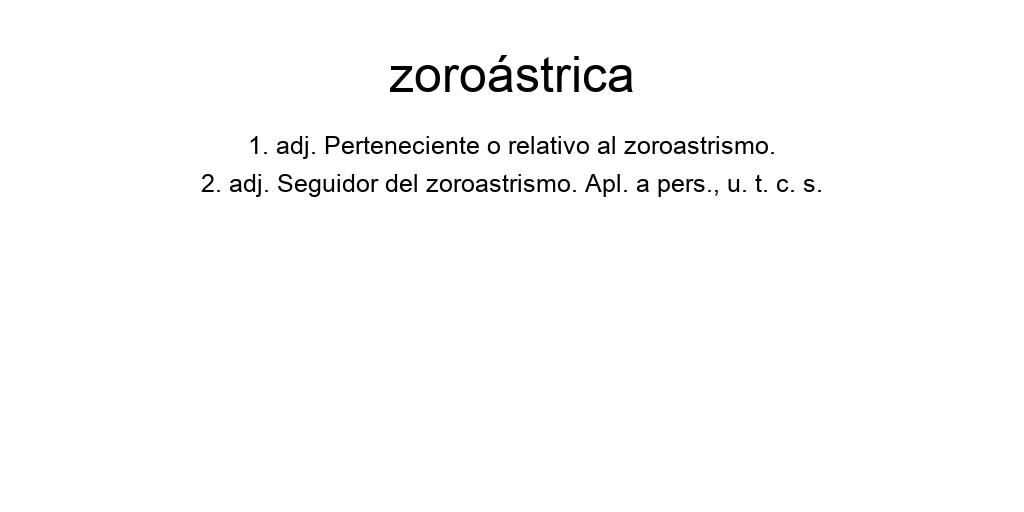 zoroástrica
1. adj. Perteneciente o relativo al zoroastrismo.
2. adj. Seguidor del zoroastrismo. Apl. a pers., u. t. c. s.